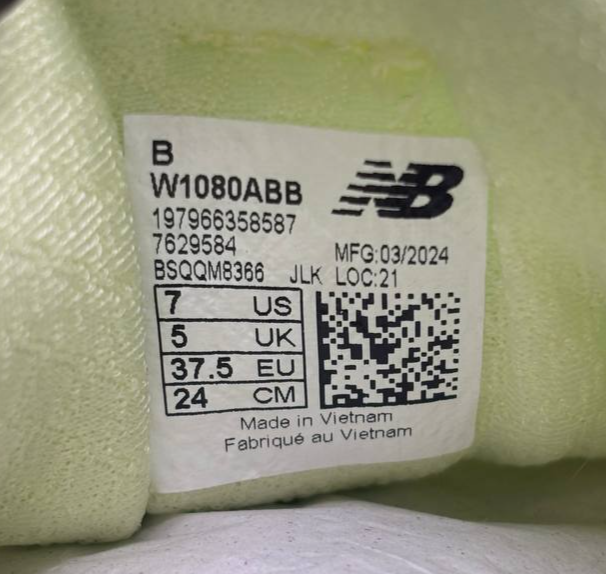 B
W1080ABB
NB
197966358587
7629584
MFG:03/2024
BSQQM8366 JLK LOC:21
7 US
5 UK
37.5 EU
24 CM
Made in Vietnam
Fabriqué au Vietnam